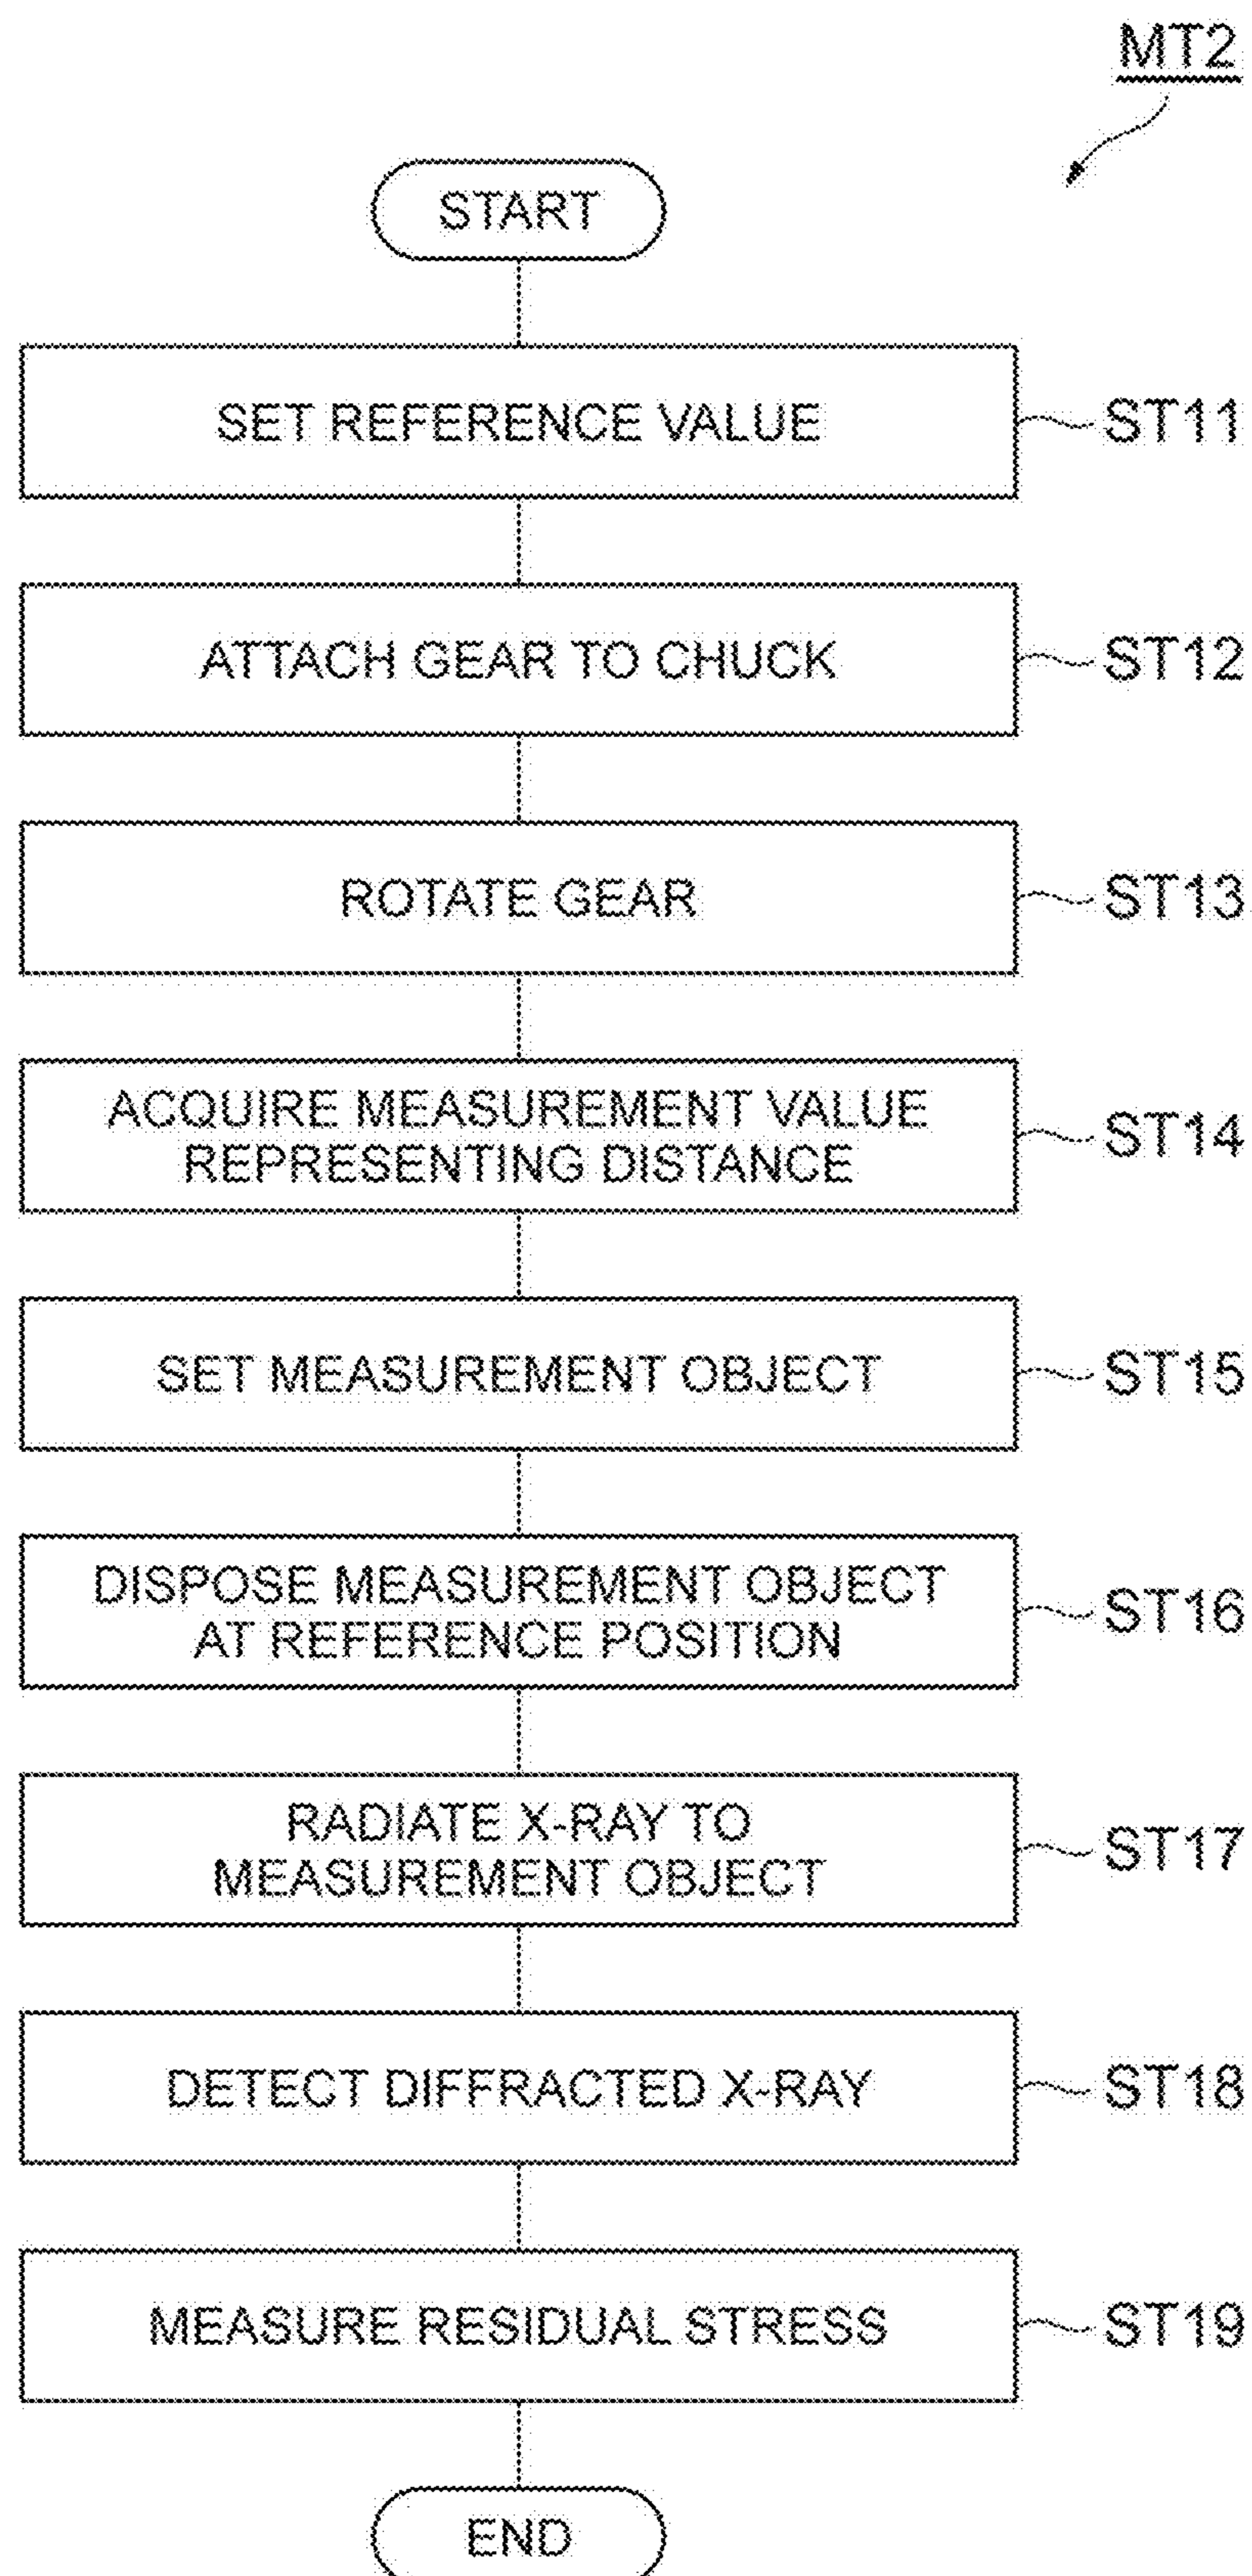 MT2
START
SET REFERENCE VALUE
ST11
ATTACH GEAR TO CHUCK
ST12
ROTATE GEAR
ST13
ACQUIRE MEASUREMENT VALUE
REPRESENTING DISTANCE
ST14
SET MEASUREMENT OBJECT
ST15
DISPOSE MEASUREMENT OBJECT
AT REFERENCE POSITION
ST16
RADIATE X-RAY TO
MEASUREMENT OBJECT
ST17
DETECT DIFFRACTED X-RAY
ST18
MEASURE RESIDUAL STRESS
ST19
END